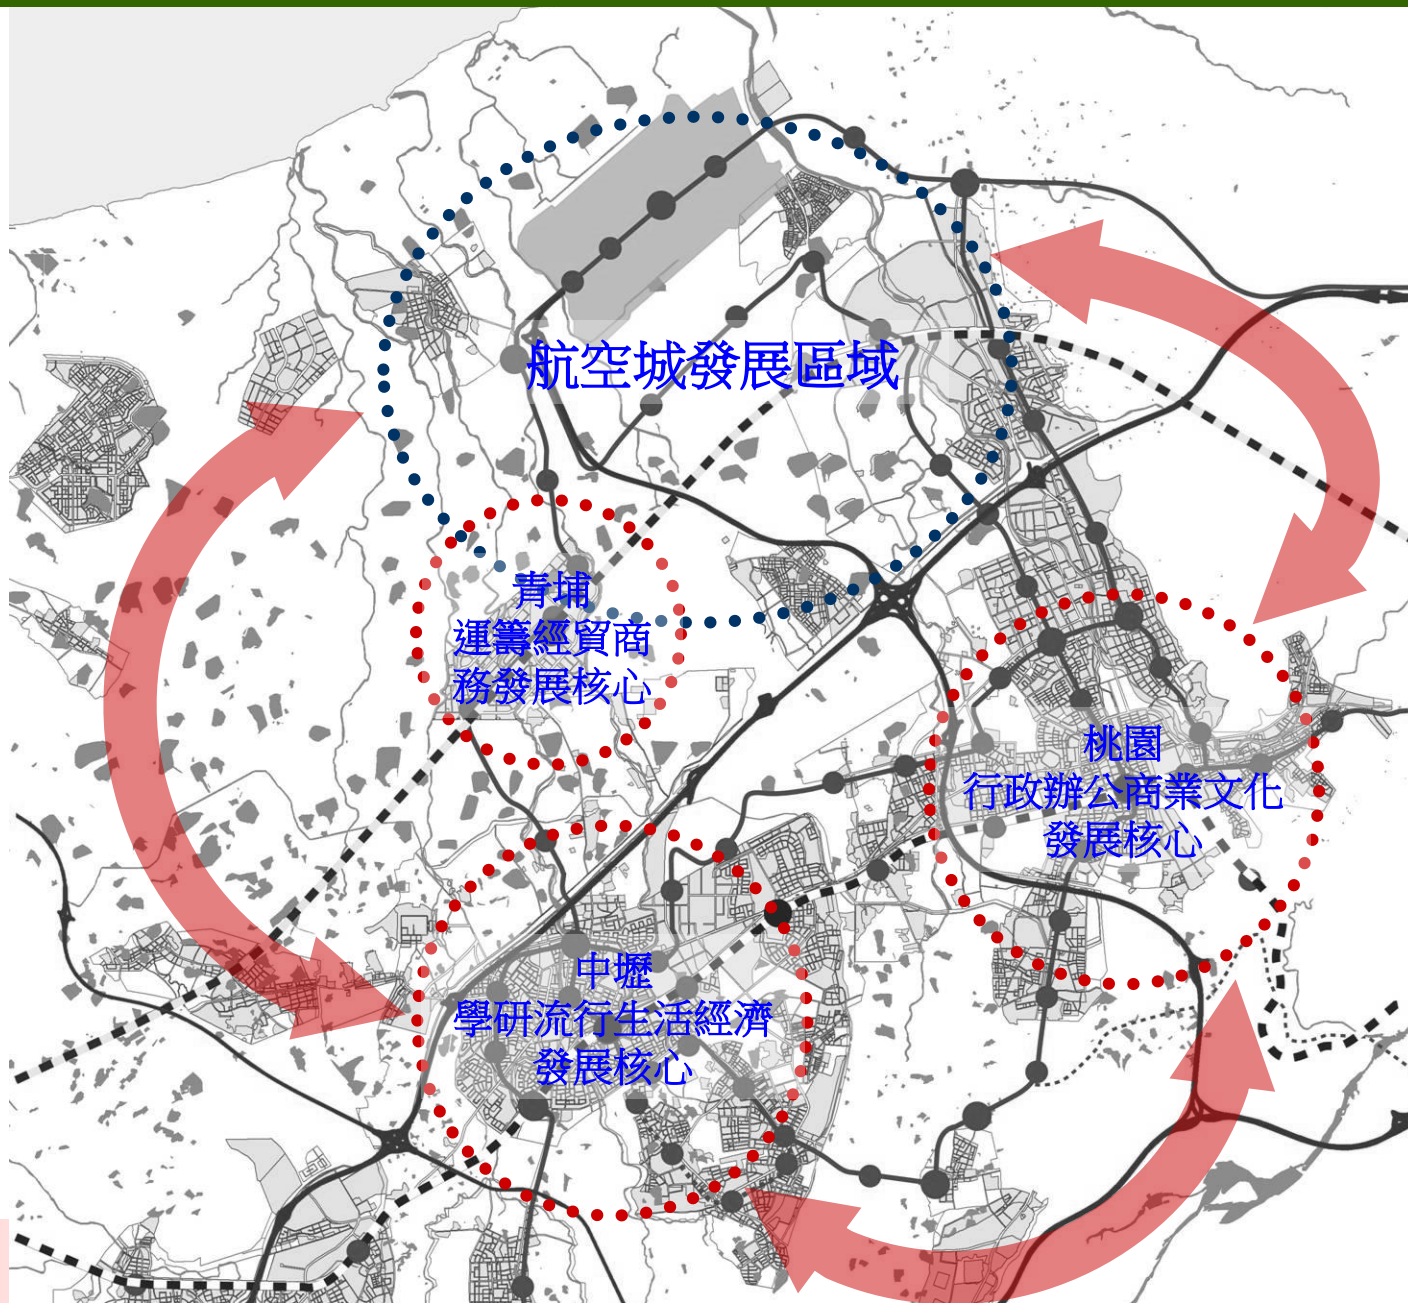 航空城發展區域
青埔
運籌經貿商
務發展核心
桃園
行政辦公商業文化
發展核心
中壢
學研流行生活經濟
發展核心